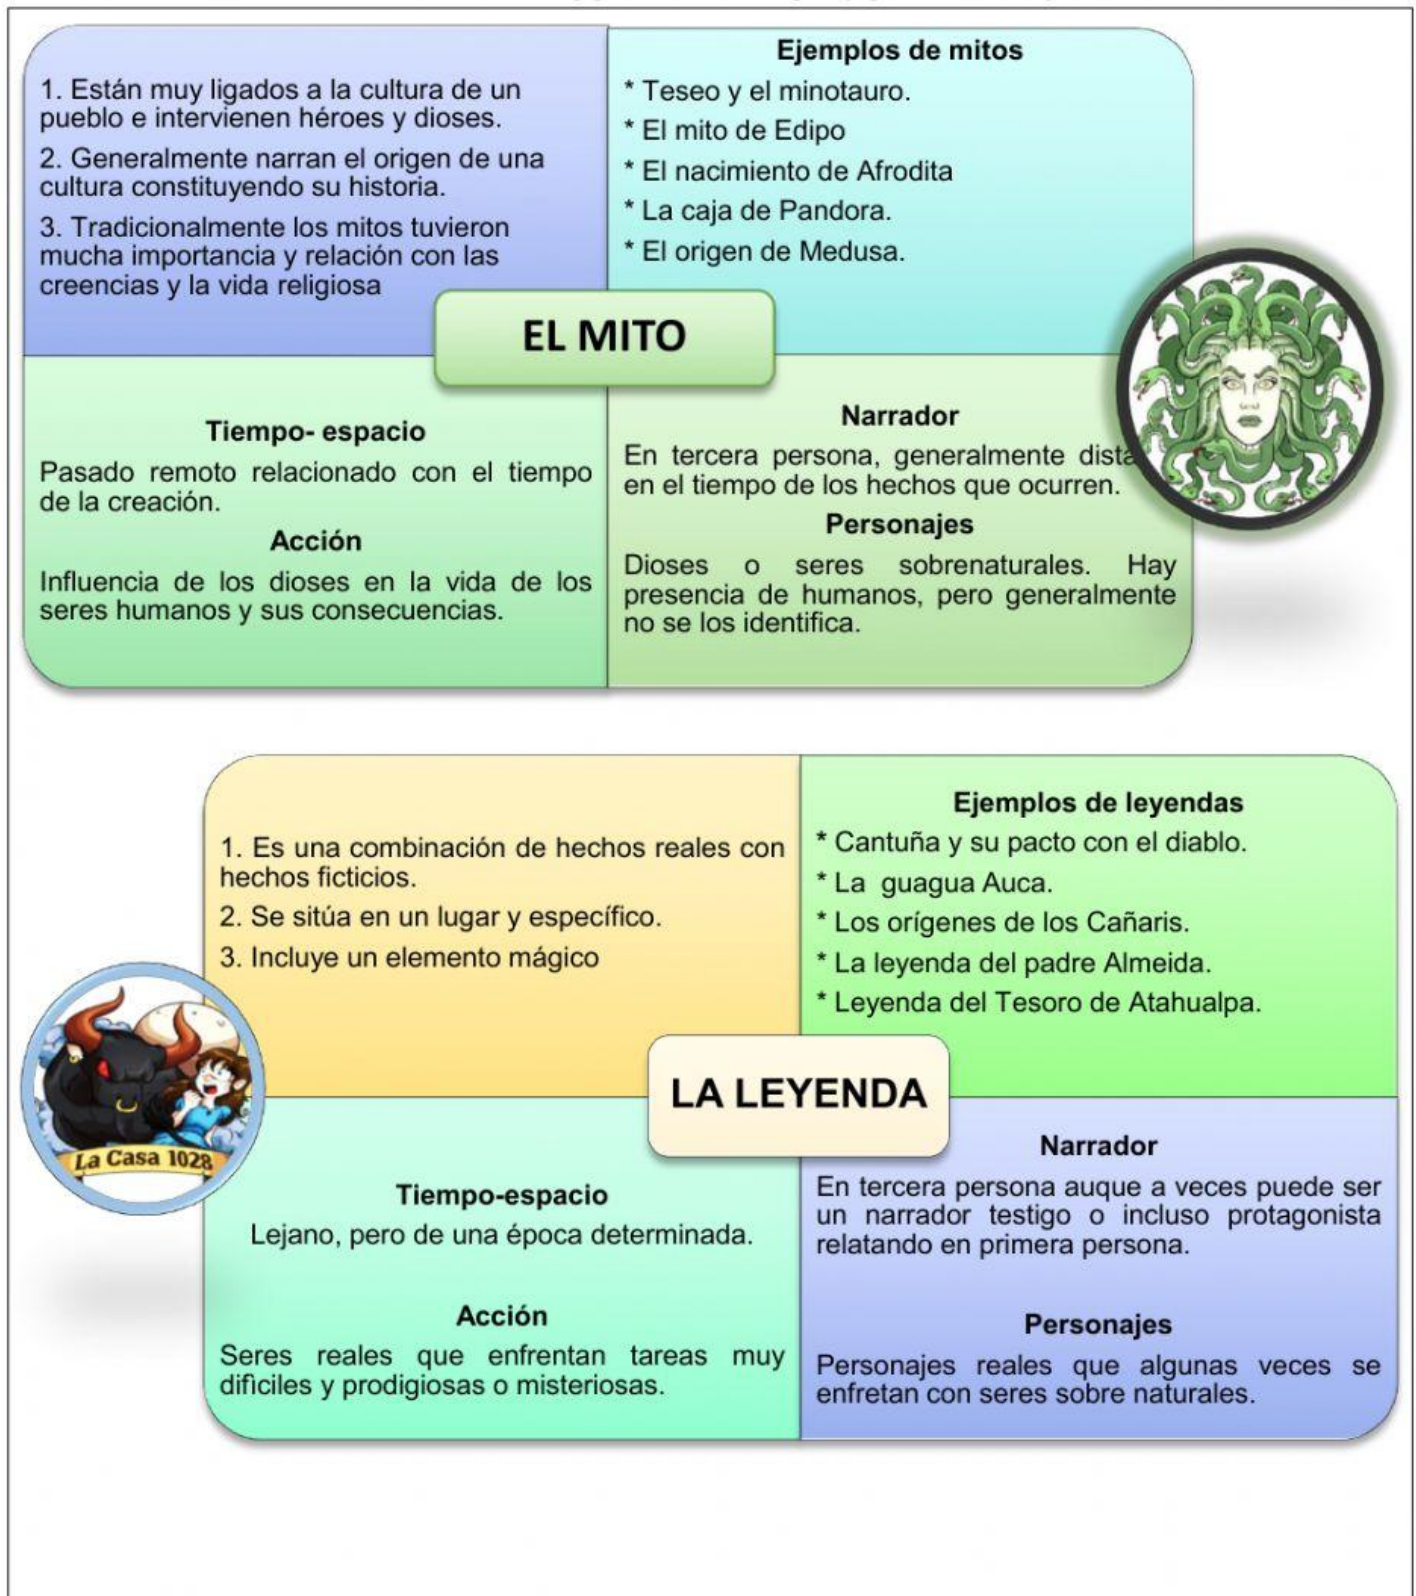 1. Están muy ligados a la cultura de un
pueblo e intervienen héroes y dioses.
2. Generalmente narran el origen de una
cultura constituyendo su historia.
3. Tradicionalmente los mitos tuvieron
mucha importancia y relación con las
creencias y la vida religiosa
Ejemplos de mitos
* Teseo y el minotauro.
* El mito de Edipo
* El nacimiento de Afrodita
* La caja de Pandora.
* El origen de Medusa.
EL MITO
Tiempo- espacio
Pasado remoto relacionado con el tiempo
de la creación.
Acción
Influencia de los dioses en la vida de los
seres humanos y sus consecuencias.
Narrador
En tercera persona, generalmente
en el tiempo de los hechos que ocurren.
Personajes
Dioses o seres sobrenaturales. Hay
presencia de humanos, pero generalmente
no se los identifica.
1. Es una combinación de hechos reales con
hechos ficticios.
2. Se sitúa en un lugar y específico.
3. Incluye un elemento mágico
Ejemplos de leyendas
* Cantuña y su pacto con el diablo.
* La guagua Auca.
* Los orígenes de los Cañaris.
* La leyenda del padre Almeida.
* Leyenda del Tesoro de Atahualpa.
La Casa 1028
LA LEYENDA
Tiempo-espacio
Lejano, pero de una época determinada.
Acción
Seres reales que enfrentan tareas muy
dificiles y prodigiosas o misteriosas.
Narrador
En tercera persona auque a veces puede ser
un narrador testigo o incluso protagonista
relatando en primera persona.
Personajes
Personajes reales que algunas veces se
enfretan con seres sobre naturales.